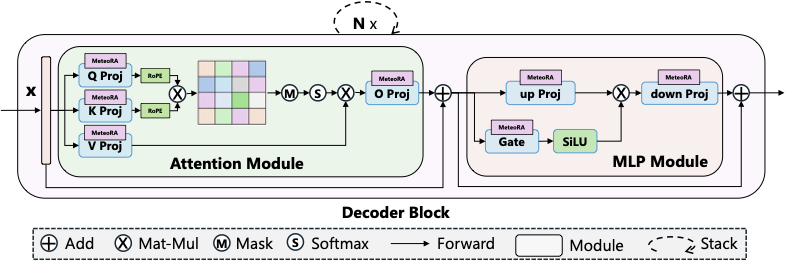 N x
x
MeteoRA
Q Proj
RoPE
MeteoRA
K Proj
RoPE
MeteoRA
V Proj
M
S
MeteoRA
O Proj
Attention Module
MeteoRA
up Proj
MeteoRA
down Proj
MeteoRA
Gate
SiLU
MLP Module
Decoder Block
Add
Mat-Mul
M Mask
S Softmax
Forward
Module
Stack